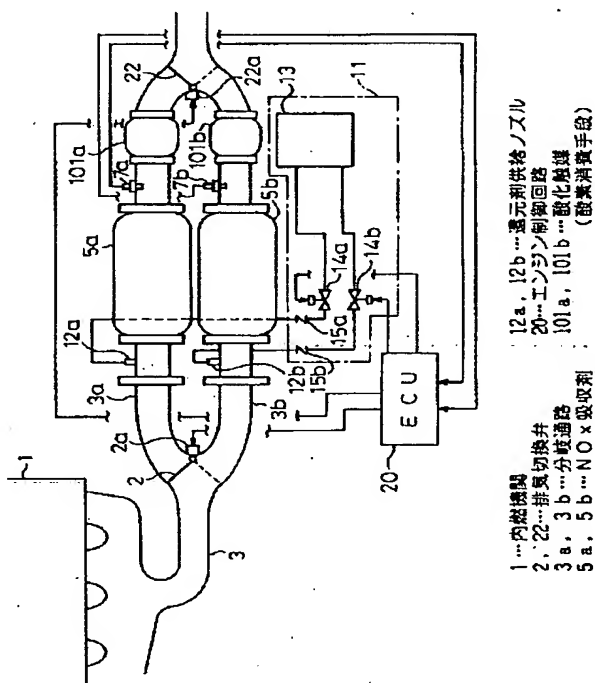 1
3
2
2a
3a
3b
12a
12b
5a
5b
15a
15b
14a
14b
13
11
7a
7b
101a
101b
22
22a
ECU
20
1…内燃機関
2, 22…排気切換弁
3a, 3b…分岐通路
5a, 5b…NOx吸収剤
12a, 12b…還元剤供給ノズル
20…エンジン制御回路
101a, 101b…酸化触媒
(酸素消費手段)